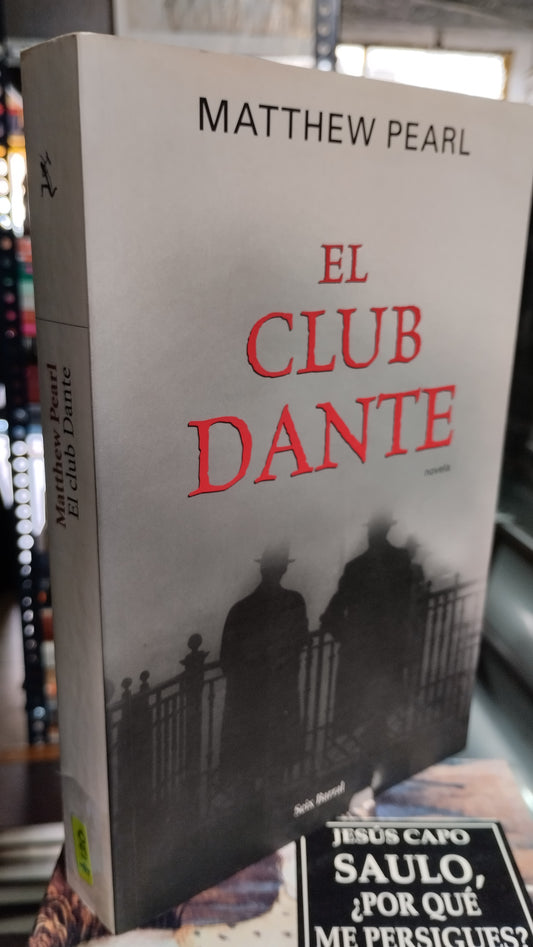 MATTHEW PEARL
EL
CLUB
DANTE
novela
Seix Barral
Matthew Pearl
El club Dante
JESÚS CAPO
SAULO,
¿POR QUÉ
ME PERSIGUES?